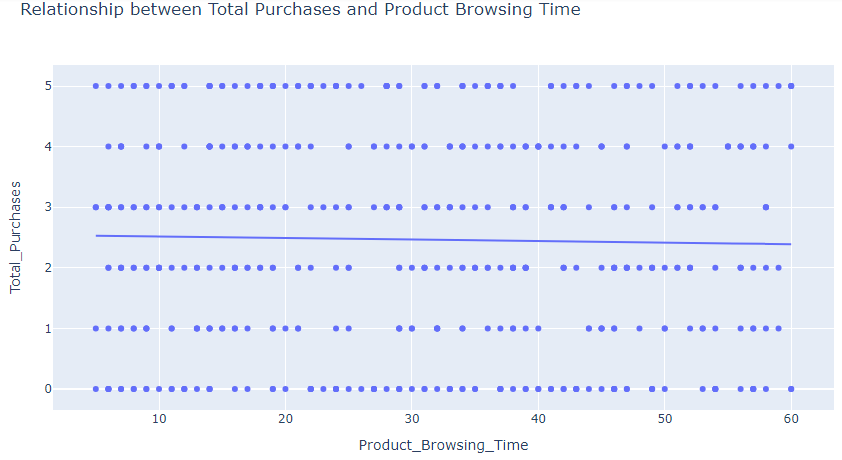 Relationship between Total Purchases and Product Browsing Time
5
4
3
2
1
0
Total_Purchases
10 20 30 40 50 60
Product_Browsing_Time